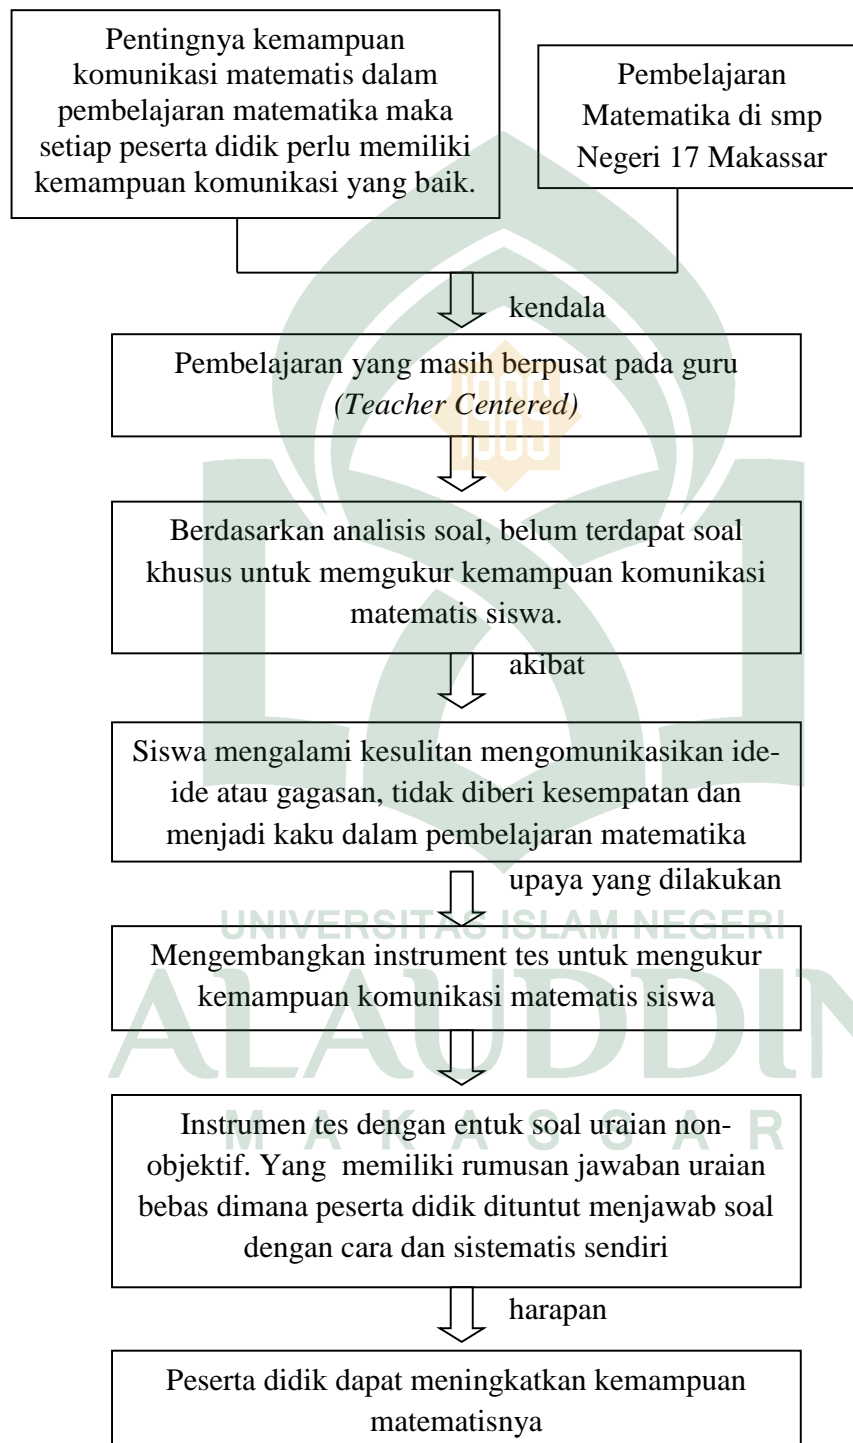 Pentingnya kemampuan
komunikasi matematis dalam
pembelajaran matematika maka
setiap peserta didik perlu memiliki
kemampuan komunikasi yang baik.
Pembelajaran
Matematika di smp
Negeri 17 Makassar
kendala
Pembelajaran yang masih berpusat pada guru
(Teacher Centered)
1965
Berdasarkan analisis soal, belum terdapat soal
khusus untuk memgukur kemampuan komunikasi
matematis siswa.
akibat
Siswa mengalami kesulitan mengomunikasikan ide-
ide atau gagasan, tidak diberi kesempatan dan
menjadi kaku dalam pembelajaran matematika
upaya yang dilakukan
UNIVERSITAS ISLAM NEGERI
Mengembangkan instrument tes untuk mengukur
kemampuan komunikasi matematis siswa
ALAUDDIN
Instrumen tes dengan entuk soal uraian non-
MAKASSAR
objektif. Yang memiliki rumusan jawaban uraian
bebas dimana peserta didik dituntut menjawab soal
dengan cara dan sistematis sendiri
harapan
Peserta didik dapat meningkatkan kemampuan
matematisnya